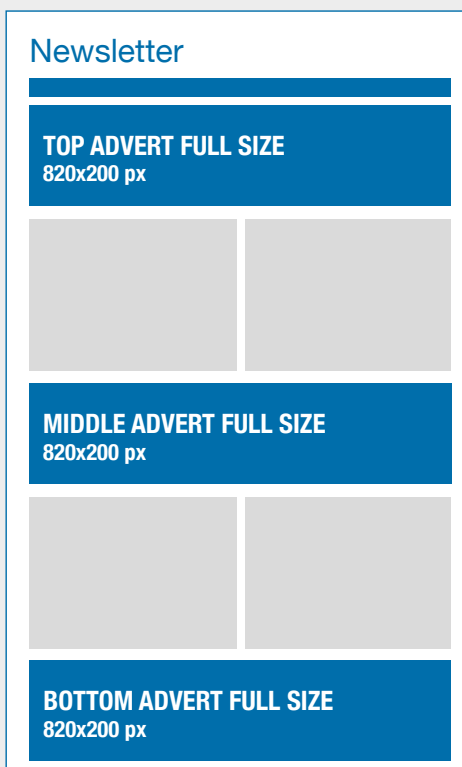 Newsletter
TOP ADVERT FULL SIZE
820x200 px
MIDDLE ADVERT FULL SIZE
820x200 px
BOTTOM ADVERT FULL SIZE
820x200 px